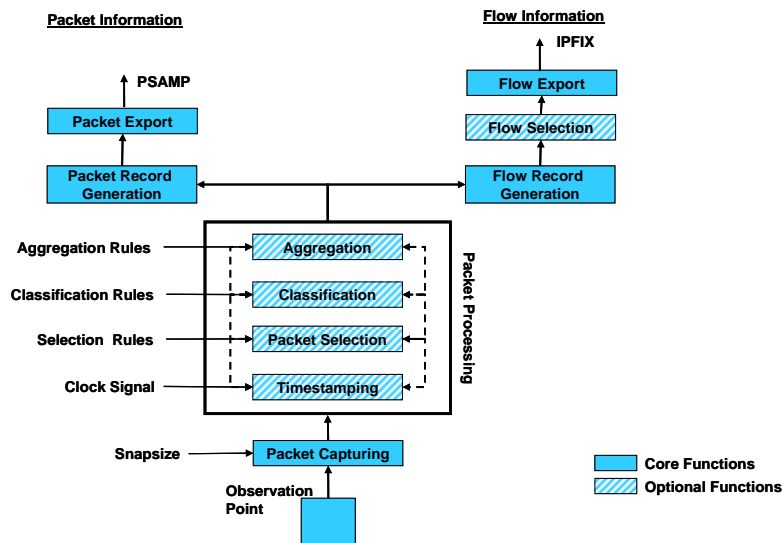 Packet Information
Flow Information
IPFIX
PSAMP
Flow Export
Packet Export
Flow Selection
Packet Record
Generation
Flow Record
Generation
Aggregation Rules
Aggregation
Classification Rules
Classification
Selection Rules
Packet Selection
Clock Signal
Timestamping
Packet Processing
Snapsize
Packet Capturing
Observation
Point
Core Functions
Optional Functions